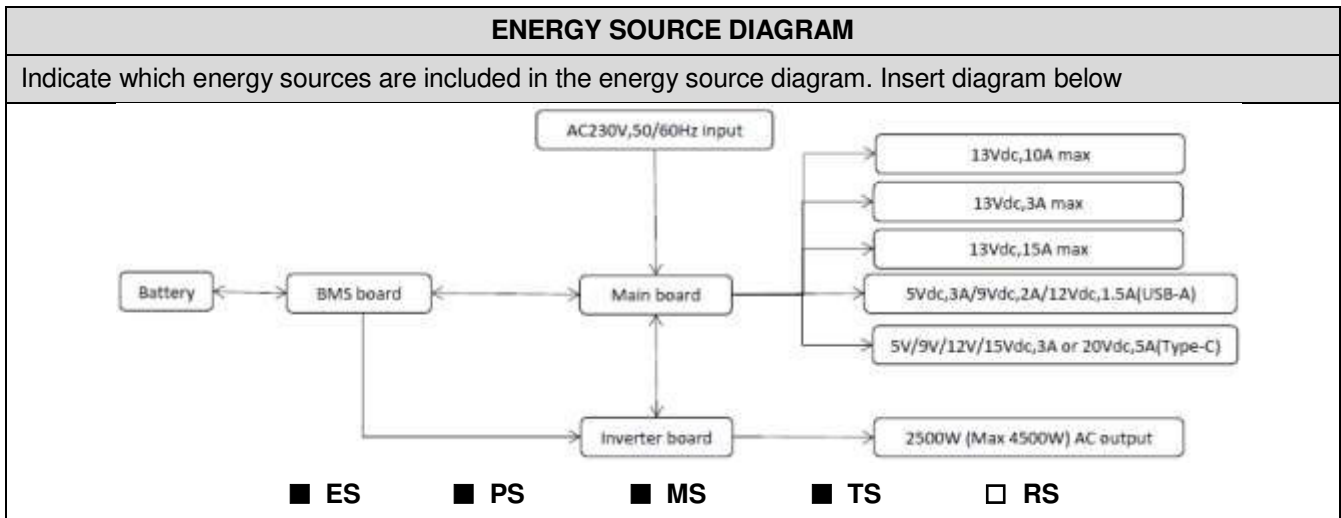 ENERGY SOURCE DIAGRAM
Indicate which energy sources are included in the energy source diagram. Insert diagram below
AC230V,50/60Hz input
13Vdc,10A max
13Vdc,3A max
13Vdc,15A max
Battery
BMS board
Main board
5Vdc,3A/9Vdc,2A/12Vdc,1.5A(USB-A)
5V/9V/12V/15Vdc,3A or 20Vdc,5A(Type-C)
Inverter board
2500W (Max 4500W) AC output
■ ES ■ PS ■ MS ■ TS □ RS